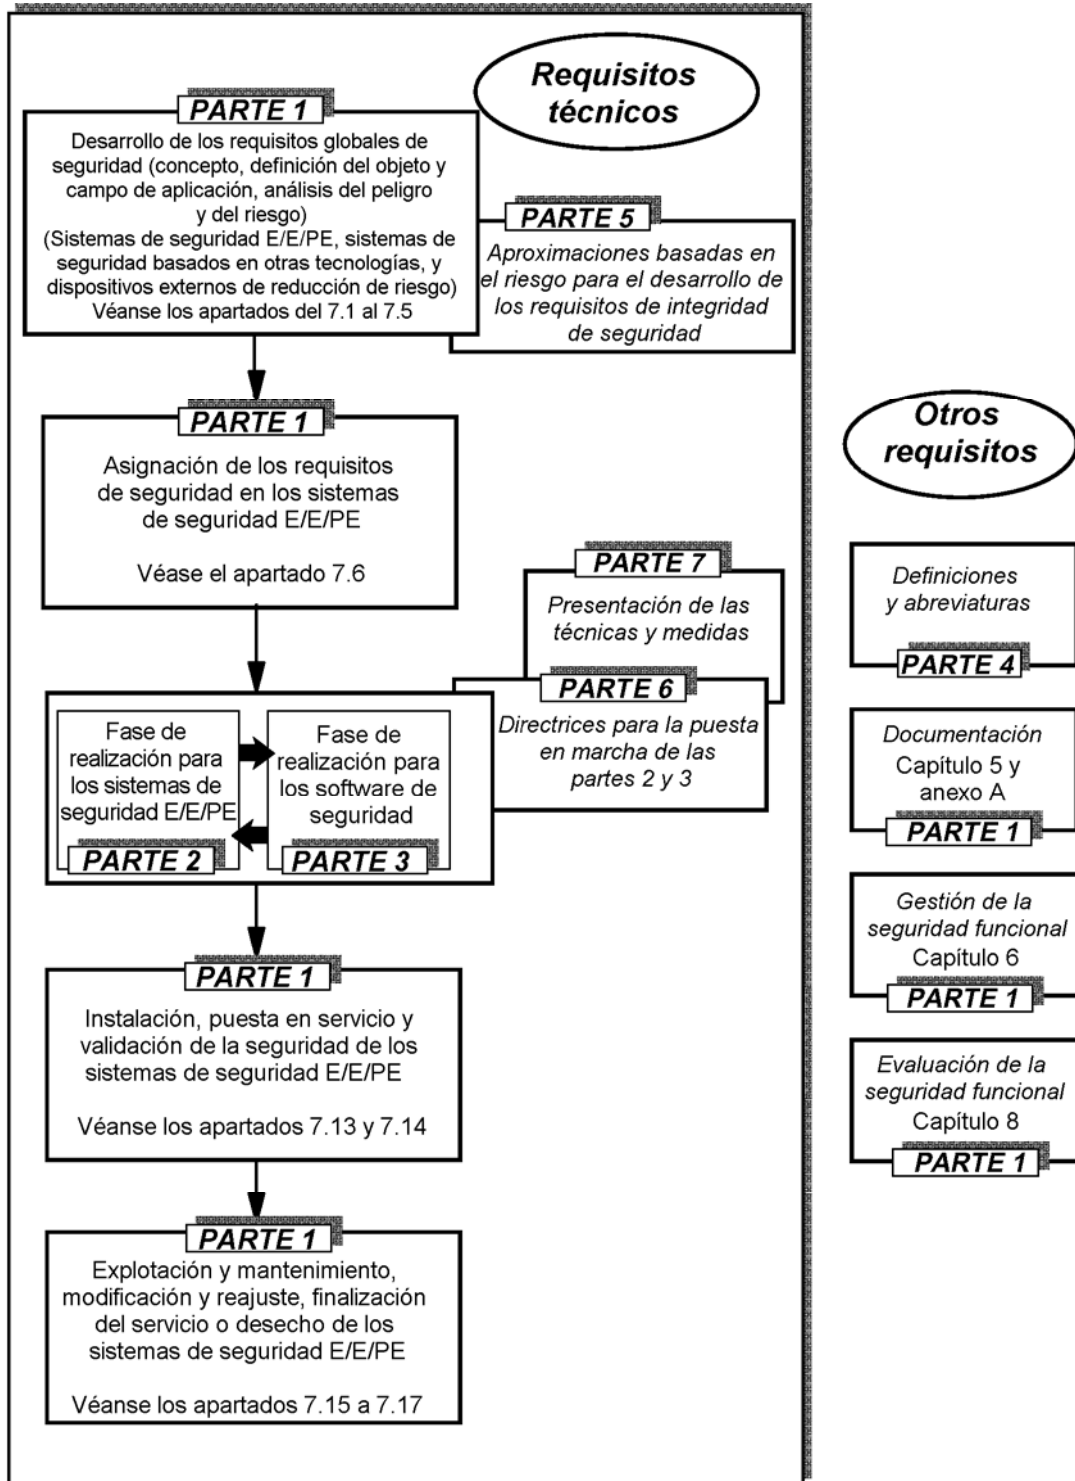 Requisitos
técnicos
PARTE 1
Desarrollo de los requisitos globales de
seguridad (concepto, definición del objeto y
campo de aplicación, análisis del peligro
y del riesgo)
(Sistemas de seguridad E/E/PE, sistemas de
seguridad basados en otras tecnologías, y
dispositivos externos de reducción de riesgo)
Véanse los apartados del 7.1 al 7.5
PARTE 5
Aproximaciones basadas en
el riesgo para el desarrollo de
los requisitos de integridad
de seguridad
PARTE 1
Asignación de los requisitos
de seguridad en los sistemas
de seguridad E/E/PE
Véase el apartado 7.6
PARTE 7
Presentación de las
técnicas y medidas
PARTE 6
Directrices para la puesta
en marcha de las
partes 2 y 3
Fase de
realización para
los sistemas de
seguridad E/E/PE
PARTE 2
Fase de
realización para
los software de
seguridad
PARTE 3
PARTE 1
Instalación, puesta en servicio y
validación de la seguridad de los
sistemas de seguridad E/E/PE
Véanse los apartados 7.13 y 7.14
PARTE 1
Explotación y mantenimiento,
modificación y reajuste, finalización
del servicio o desecho de los
sistemas de seguridad E/E/PE
Véanse los apartados 7.15 a 7.17
Otros
requisitos
Definiciones
y abreviaturas
PARTE 4
Documentación
Capítulo 5 y
anexo A
PARTE 1
Gestión de la
seguridad funcional
Capítulo 6
PARTE 1
Evaluación de la
seguridad funcional
Capítulo 8
PARTE 1